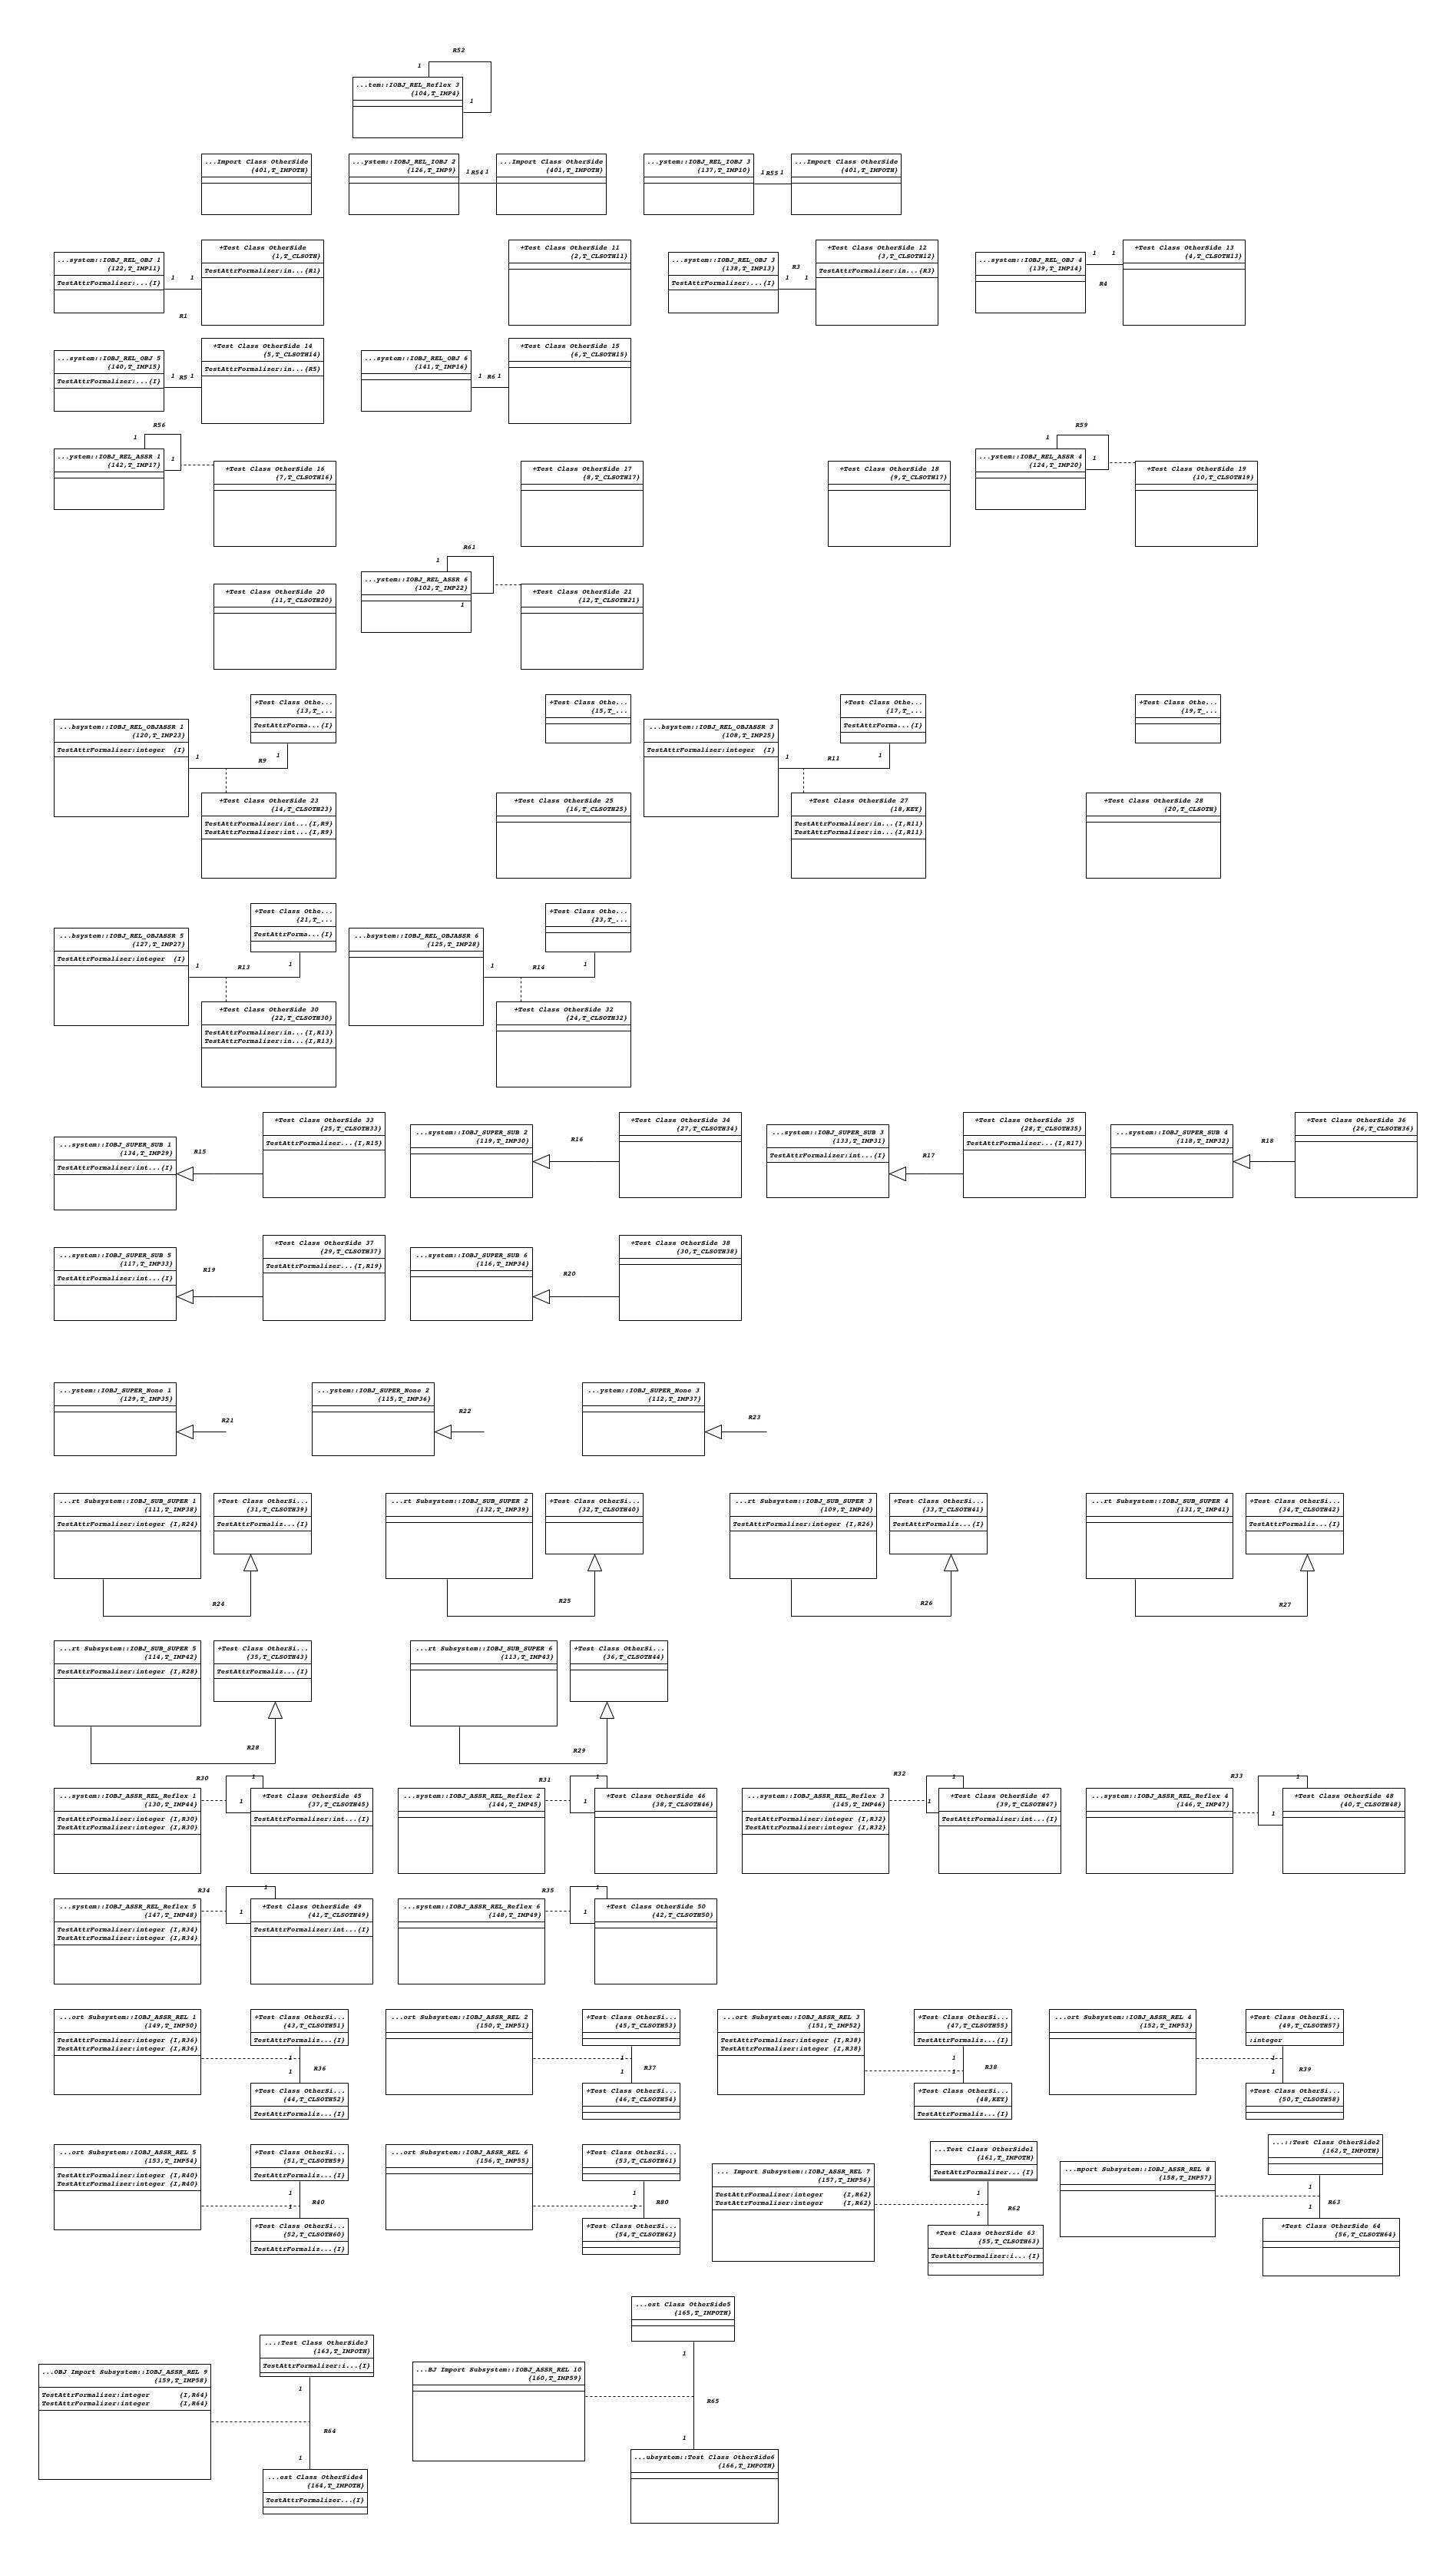 R52
1
...tem::IOBJ_REL_Reflex 3
{104,T_IMP4}
1
...Import Class OtherSide
{401,T_IMPOTH}
...ystem::IOBJ_REL_IOBJ 2
{126,T_IMP9}
1 R54 1
...Import Class OtherSide
{401,T_IMPOTH}
...ystem::IOBJ_REL_IOBJ 3
{137,T_IMP10}
1 R55 1
...Import Class OtherSide
{401,T_IMPOTH}
...system::IOBJ_REL_OBJ 1
{122,T_IMP11}
TestAttrFormalizer:...{I}
1 1
R1
+Test Class OtherSide
{1,T_CLSOTH}
TestAttrFormalizer:in...{R1}
+Test Class OtherSide 11
{2,T_CLSOTH11}
...system::IOBJ_REL_OBJ 3
{138,T_IMP13}
TestAttrFormalizer:...{I}
R3
1 1
+Test Class OtherSide 12
{3,T_CLSOTH12}
TestAttrFormalizer:in...{R3}
...system::IOBJ_REL_OBJ 4
{139,T_IMP14}
1 1
R4
+Test Class OtherSide 13
{4,T_CLSOTH13}
...system::IOBJ_REL_OBJ 5
{140,T_IMP15}
TestAttrFormalizer:...{I}
1 R5 1
+Test Class OtherSide 14
{5,T_CLSOTH14}
TestAttrFormalizer:in...{R5}
...system::IOBJ_REL_OBJ 6
{141,T_IMP16}
1 R6 1
+Test Class OtherSide 15
{6,T_CLSOTH15}
R56
1
...ystem::IOBJ_REL_ASSR 1
{142,T_IMP17}
1
+Test Class OtherSide 16
{7,T_CLSOTH16}
+Test Class OtherSide 17
{8,T_CLSOTH17}
+Test Class OtherSide 18
{9,T_CLSOTH17}
R59
1
...ystem::IOBJ_REL_ASSR 4
{124,T_IMP20}
1
+Test Class OtherSide 19
{10,T_CLSOTH19}
+Test Class OtherSide 20
{11,T_CLSOTH20}
R61
1
...ystem::IOBJ_REL_ASSR 6
{102,T_IMP22}
1
+Test Class OtherSide 21
{12,T_CLSOTH21}
...bsystem::IOBJ_REL_OBJASSR 1
{120,T_IMP23}
TestAttrFormalizer:integer {I}
+Test Class Othe...
{13,T_...
TestAttrForma...{I}
1 R9 1
+Test Class OtherSide 23
{14,T_CLSOTH23}
TestAttrFormalizer:int...{I,R9}
TestAttrFormalizer:int...{I,R9}
+Test Class Othe...
{15,T_...
+Test Class OtherSide 25
{16,T_CLSOTH25}
...bsystem::IOBJ_REL_OBJASSR 3
{108,T_IMP25}
TestAttrFormalizer:integer {I}
+Test Class Othe...
{17,T_...
TestAttrForma...{I}
1 R11 1
+Test Class OtherSide 27
{18,KEY}
TestAttrFormalizer:in...{I,R11}
TestAttrFormalizer:in...{I,R11}
+Test Class Othe...
{19,T_...
+Test Class OtherSide 28
{20,T_CLSOTH}
...bsystem::IOBJ_REL_OBJASSR 5
{127,T_IMP27}
TestAttrFormalizer:integer {I}
+Test Class Othe...
{21,T_...
TestAttrForma...{I}
1 R13 1
+Test Class OtherSide 30
{22,T_CLSOTH30}
TestAttrFormalizer:in...{I,R13}
TestAttrFormalizer:in...{I,R13}
...bsystem::IOBJ_REL_OBJASSR 6
{125,T_IMP28}
+Test Class Othe...
{23,T_...
1 R14 1
+Test Class OtherSide 32
{24,T_CLSOTH32}
...system::IOBJ_SUPER_SUB 1
{134,T_IMP29}
TestAttrFormalizer:int...{I}
R15
+Test Class OtherSide 33
{25,T_CLSOTH33}
TestAttrFormalizer...{I,R15}
...system::IOBJ_SUPER_SUB 2
{119,T_IMP30}
R16
+Test Class OtherSide 34
{27,T_CLSOTH34}
...system::IOBJ_SUPER_SUB 3
{133,T_IMP31}
TestAttrFormalizer:int...{I}
R17
+Test Class OtherSide 35
{28,T_CLSOTH35}
TestAttrFormalizer...{I,R17}
...system::IOBJ_SUPER_SUB 4
{118,T_IMP32}
R18
+Test Class OtherSide 36
{26,T_CLSOTH36}
...system::IOBJ_SUPER_SUB 5
{117,T_IMP33}
TestAttrFormalizer:int...{I}
R19
+Test Class OtherSide 37
{29,T_CLSOTH37}
TestAttrFormalizer...{I,R19}
...system::IOBJ_SUPER_SUB 6
{116,T_IMP34}
R20
+Test Class OtherSide 38
{30,T_CLSOTH38}
...ystem::IOBJ_SUPER_None 1
{129,T_IMP35}
R21
...ystem::IOBJ_SUPER_None 2
{115,T_IMP36}
R22
...ystem::IOBJ_SUPER_None 3
{112,T_IMP37}
R23
...rt Subsystem::IOBJ_SUB_SUPER 1
{111,T_IMP38}
TestAttrFormalizer:integer {I,R24}
+Test Class OtherSi...
{31,T_CLSOTH39}
TestAttrFormaliz...{I}
R24
...rt Subsystem::IOBJ_SUB_SUPER 2
{132,T_IMP39}
+Test Class OtherSi...
{32,T_CLSOTH40}
R25
...rt Subsystem::IOBJ_SUB_SUPER 3
{109,T_IMP40}
TestAttrFormalizer:integer {I,R26}
+Test Class OtherSi...
{33,T_CLSOTH41}
TestAttrFormaliz...{I}
R26
...rt Subsystem::IOBJ_SUB_SUPER 4
{131,T_IMP41}
+Test Class OtherSi...
{34,T_CLSOTH42}
TestAttrFormaliz...{I}
R27
...rt Subsystem::IOBJ_SUB_SUPER 5
{114,T_IMP42}
TestAttrFormalizer:integer {I,R28}
+Test Class OtherSi...
{35,T_CLSOTH43}
TestAttrFormaliz...{I}
R28
...rt Subsystem::IOBJ_SUB_SUPER 6
{113,T_IMP43}
+Test Class OtherSi...
{36,T_CLSOTH44}
R29
...system::IOBJ_ASSR_REL_Reflex 1
{130,T_IMP44}
TestAttrFormalizer:integer {I,R30}
TestAttrFormalizer:integer {I,R30}
R30
1
1
+Test Class OtherSide 45
{37,T_CLSOTH45}
TestAttrFormalizer:int...{I}
...system::IOBJ_ASSR_REL_Reflex 2
{144,T_IMP45}
R31
1
1
+Test Class OtherSide 46
{38,T_CLSOTH46}
...system::IOBJ_ASSR_REL_Reflex 3
{145,T_IMP46}
TestAttrFormalizer:integer {I,R32}
TestAttrFormalizer:integer {I,R32}
R32
1
1
+Test Class OtherSide 47
{39,T_CLSOTH47}
TestAttrFormalizer:int...{I}
...system::IOBJ_ASSR_REL_Reflex 4
{146,T_IMP47}
R33
1
1
+Test Class OtherSide 48
{40,T_CLSOTH48}
...system::IOBJ_ASSR_REL_Reflex 5
{147,T_IMP48}
TestAttrFormalizer:integer {I,R34}
TestAttrFormalizer:integer {I,R34}
R34
1
1
+Test Class OtherSide 49
{41,T_CLSOTH49}
TestAttrFormalizer:int...{I}
...system::IOBJ_ASSR_REL_Reflex 6
{148,T_IMP49}
R35
1
1
+Test Class OtherSide 50
{42,T_CLSOTH50}
...ort Subsystem::IOBJ_ASSR_REL 1
{149,T_IMP50}
TestAttrFormalizer:integer {I,R36}
TestAttrFormalizer:integer {I,R36}
+Test Class OtherSi...
{43,T_CLSOTH51}
TestAttrFormaliz...{I}
1
1
R36
+Test Class OtherSi...
{44,T_CLSOTH52}
TestAttrFormaliz...{I}
...ort Subsystem::IOBJ_ASSR_REL 2
{150,T_IMP51}
+Test Class OtherSi...
{45,T_CLSOTH53}
1
1
R37
+Test Class OtherSi...
{46,T_CLSOTH54}
...ort Subsystem::IOBJ_ASSR_REL 3
{151,T_IMP52}
TestAttrFormalizer:integer {I,R38}
TestAttrFormalizer:integer {I,R38}
+Test Class OtherSi...
{47,T_CLSOTH55}
TestAttrFormaliz...{I}
1
1
R38
+Test Class OtherSi...
{48,KEY}
TestAttrFormaliz...{I}
...ort Subsystem::IOBJ_ASSR_REL 4
{152,T_IMP53}
+Test Class OtherSi...
{49,T_CLSOTH57}
:integer
1
1
R39
+Test Class OtherSi...
{50,T_CLSOTH58}
...ort Subsystem::IOBJ_ASSR_REL 5
{153,T_IMP54}
TestAttrFormalizer:integer {I,R40}
TestAttrFormalizer:integer {I,R40}
+Test Class OtherSi...
{51,T_CLSOTH59}
TestAttrFormaliz...{I}
1
1
R40
+Test Class OtherSi...
{52,T_CLSOTH60}
TestAttrFormaliz...{I}
...ort Subsystem::IOBJ_ASSR_REL 6
{156,T_IMP55}
+Test Class OtherSi...
{53,T_CLSOTH61}
1
1
R80
+Test Class OtherSi...
{54,T_CLSOTH62}
... Import Subsystem::IOBJ_ASSR_REL 7
{157,T_IMP56}
TestAttrFormalizer:integer {I,R62}
TestAttrFormalizer:integer {I,R62}
...Test Class OtherSide1
{161,T_IMPOTH}
TestAttrFormalizer...{I}
1
1
R62
+Test Class OtherSide 63
{55,T_CLSOTH63}
TestAttrFormalizer:i...{I}
...mport Subsystem::IOBJ_ASSR_REL 8
{158,T_IMP57}
...::Test Class OtherSide2
{162,T_IMPOTH}
1
1
R63
+Test Class OtherSide 64
{56,T_CLSOTH64}
...OBJ Import Subsystem::IOBJ_ASSR_REL 9
{159,T_IMP58}
TestAttrFormalizer:integer {I,R64}
TestAttrFormalizer:integer {I,R64}
...:Test Class OtherSide3
{163,T_IMPOTH}
TestAttrFormalizer:i...{I}
1
R64
1
...est Class OtherSide4
{164,T_IMPOTH}
TestAttrFormalizer...{I}
...BJ Import Subsystem::IOBJ_ASSR_REL 10
{160,T_IMP59}
...est Class OtherSide5
{165,T_IMPOTH}
1
R65
1
...ubsystem::Test Class OtherSide6
{166,T_IMPOTH}